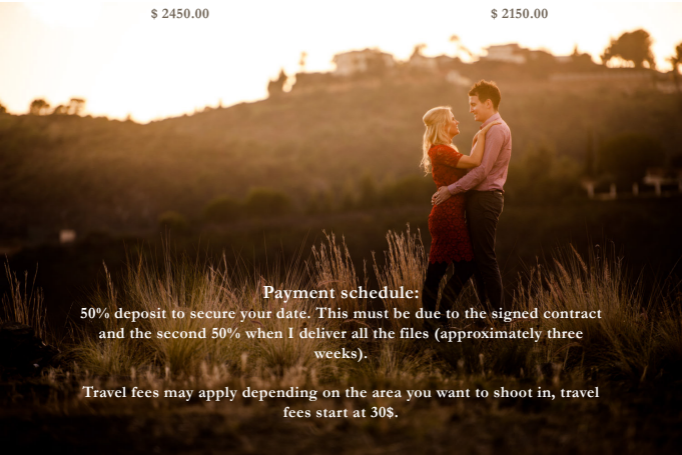 $ 2450.00 $ 2150.00
Payment schedule:
50% deposit to secure your date. This must be due to the signed contract
and the second 50% when I deliver all the files (approximately three
weeks).
Travel fees may apply depending on the area you want to shoot in, travel
fees start at 30$.